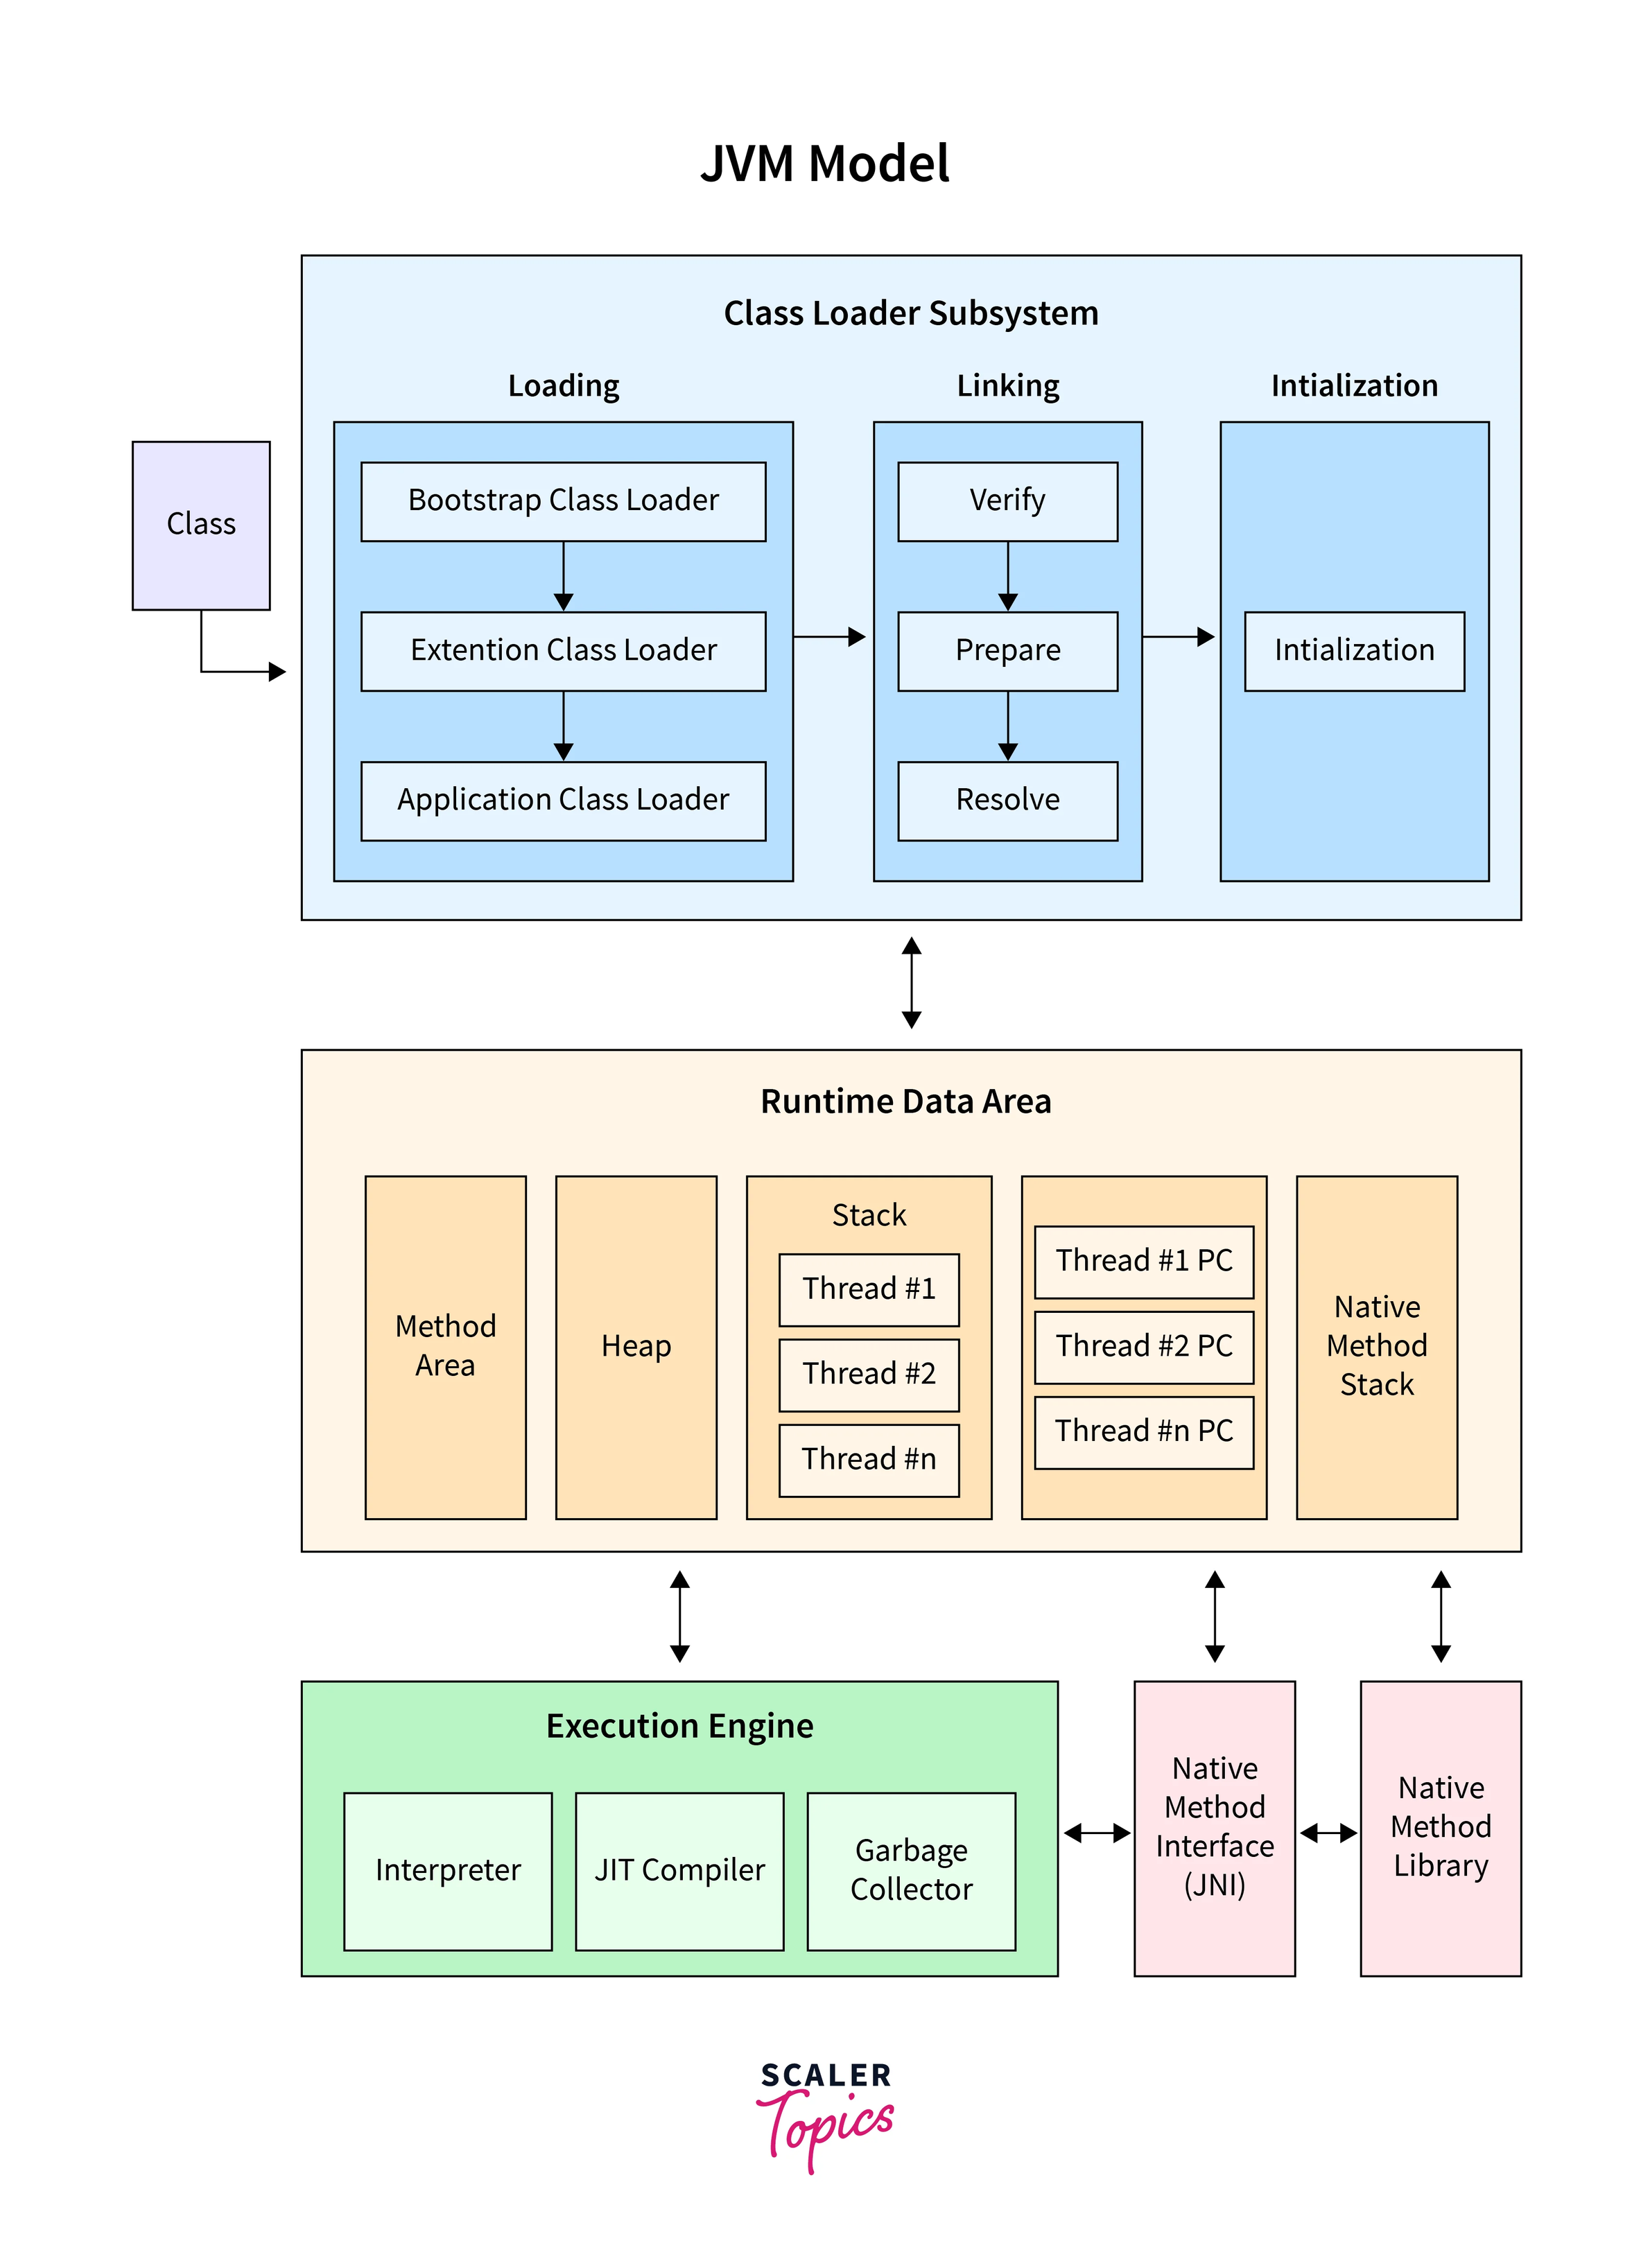 JVM Model
Class Loader Subsystem
Loading
Linking
Intialization
Class
Bootstrap Class Loader
Extention Class Loader
Application Class Loader
Verify
Prepare
Resolve
Intialization
Runtime Data Area
Method
Area
Heap
Stack
Thread #1
Thread #2
Thread #n
Thread #1 PC
Thread #2 PC
Thread #n PC
Native
Method
Stack
Execution Engine
Interpreter
JIT Compiler
Garbage
Collector
Native
Method
Interface
(JNI)
Native
Method
Library
SCALER
Topics